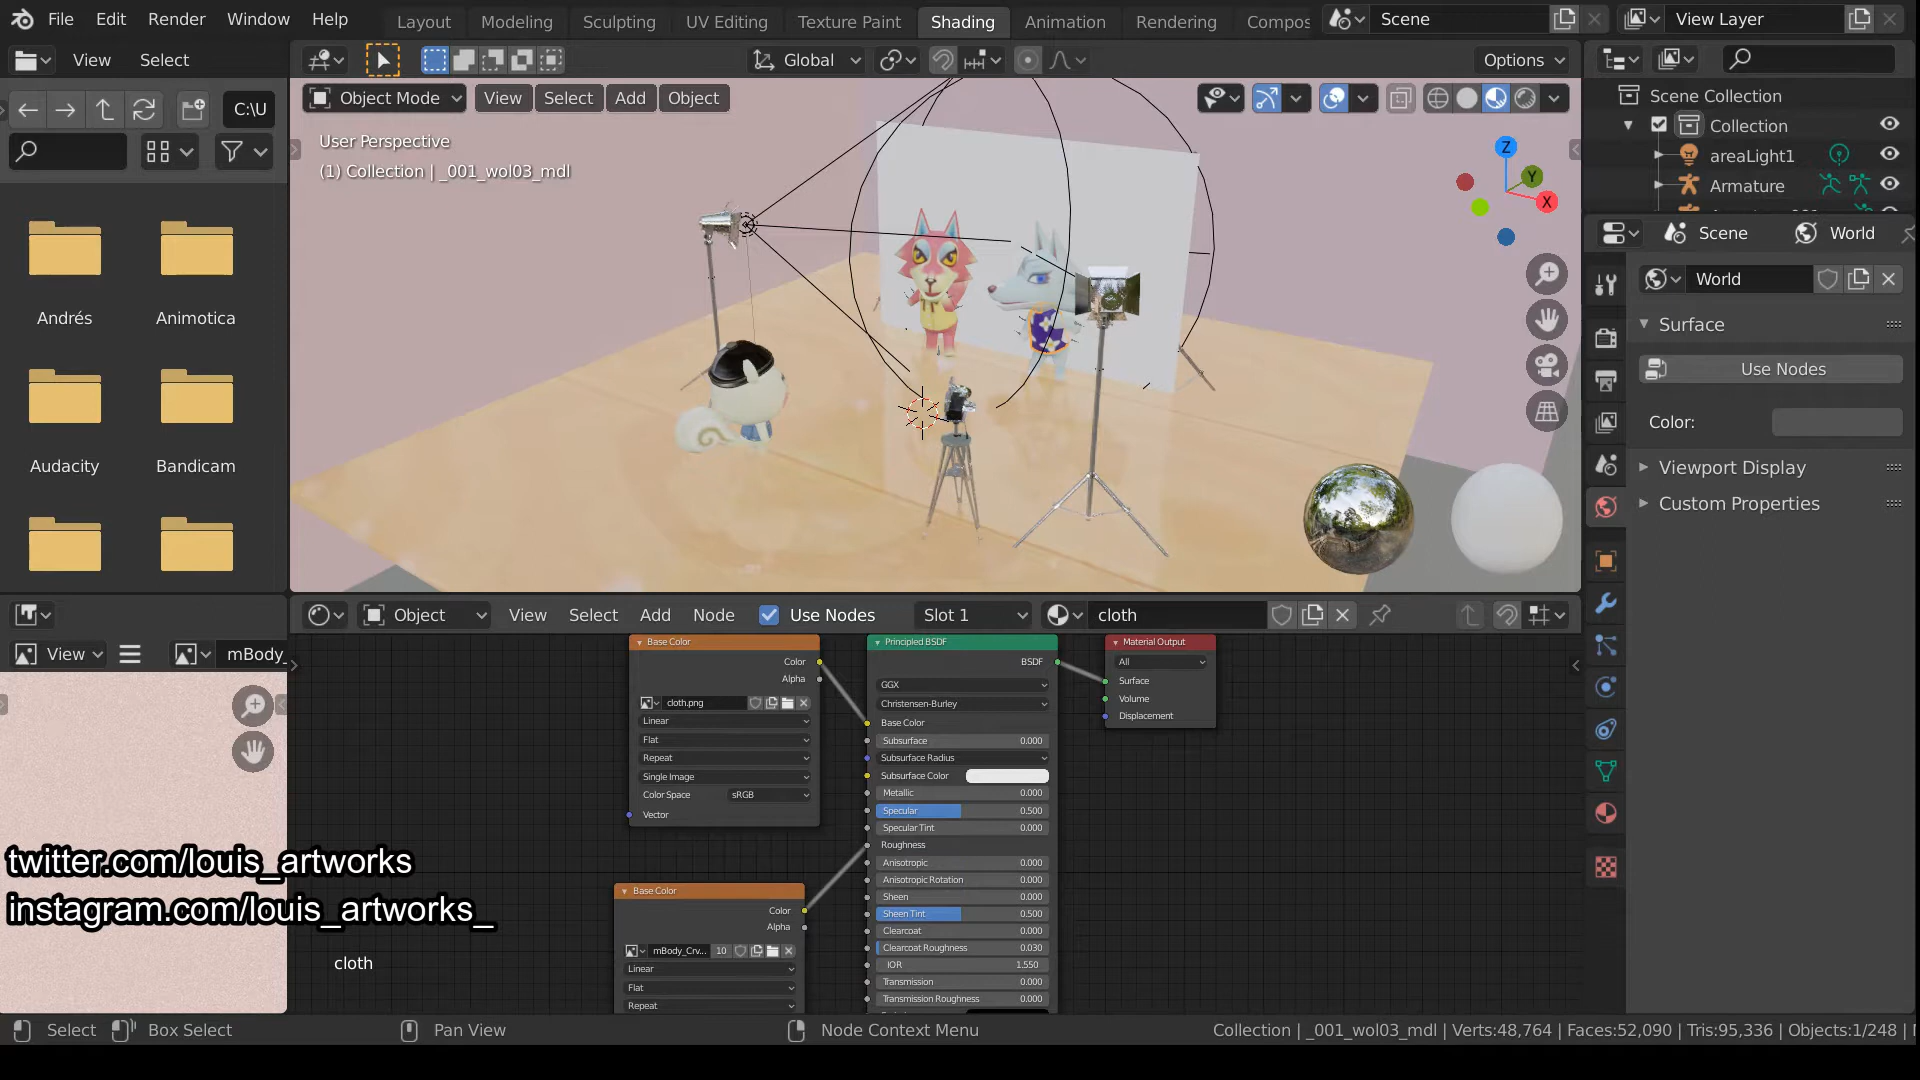 File Edit Render Window Help Layout Modeling Sculpting UV Editing Texture Paint Shading Animation Rendering Compos Scene View Layer
View Select Global Options
C:\U Object Mode View Select Add Object Scene Collection
User Perspective
(1) Collection | _001_wol03_mdl
Z
Y
X
Collection
areaLight1
Armature
Scene World
World
Surface
Use Nodes
Color:
Viewport Display
Custom Properties
Andrés Animotica
Audacity Bandicam
Object View Select Add Node Use Nodes Slot 1 cloth
View mBody_
Base Color
Color
Alpha
cloth.png
Linear
Flat
Repeat
Single Image
Color Space sRGB
Vector
Principled BSDF
BSDF
GGX
Christensen-Burley
Base Color
Subsurface 0.000
Subsurface Radius
Subsurface Color
Metallic 0.000
Specular 0.500
Specular Tint 0.000
Roughness
Anisotropic 0.000
Anisotropic Rotation 0.000
Sheen 0.000
Sheen Tint 0.500
Clearcoat 0.000
Clearcoat Roughness 0.030
IOR 1.550
Transmission 0.000
Transmission Roughness 0.000
Material Output
All
Surface
Volume
Displacement
Base Color
Color
Alpha
mBody_Crv... 10
Linear
Flat
Repeat
twitter.com/louis_artworks
instagram.com/louis_artworks_
cloth
Select Box Select Pan View Node Context Menu Collection | _001_wol03_mdl | Verts:48,764 | Faces:52,090 | Tris:95,336 | Objects:1/248 |